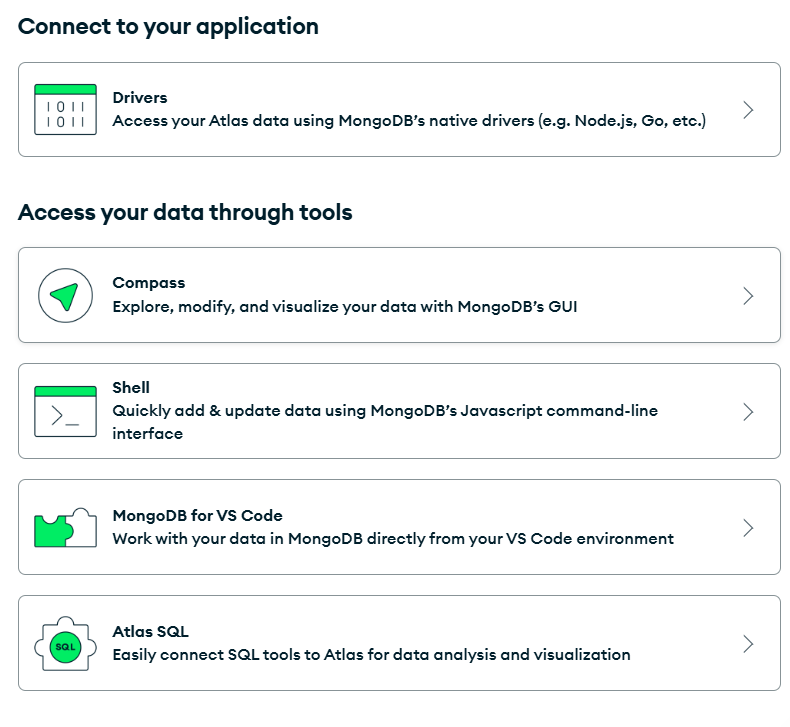 Connect to your application
1011
1011
Drivers
Access your Atlas data using MongoDB's native drivers (e.g. Node.js, Go, etc.)
Access your data through tools
Compass
Explore, modify, and visualize your data with MongoDB's GUI
>_
Shell
Quickly add & update data using MongoDB's Javascript command-line
interface
MongoDB for VS Code
Work with your data in MongoDB directly from your VS Code environment
SQL
Atlas SQL
Easily connect SQL tools to Atlas for data analysis and visualization